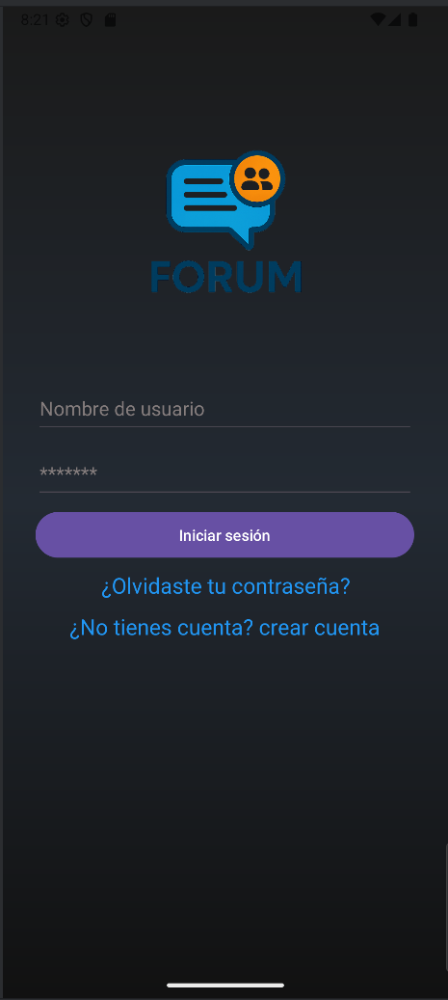 8:21
FORUM
Nombre de usuario
*******
Iniciar sesión
¿Olvidaste tu contraseña?
¿No tienes cuenta? crear cuenta